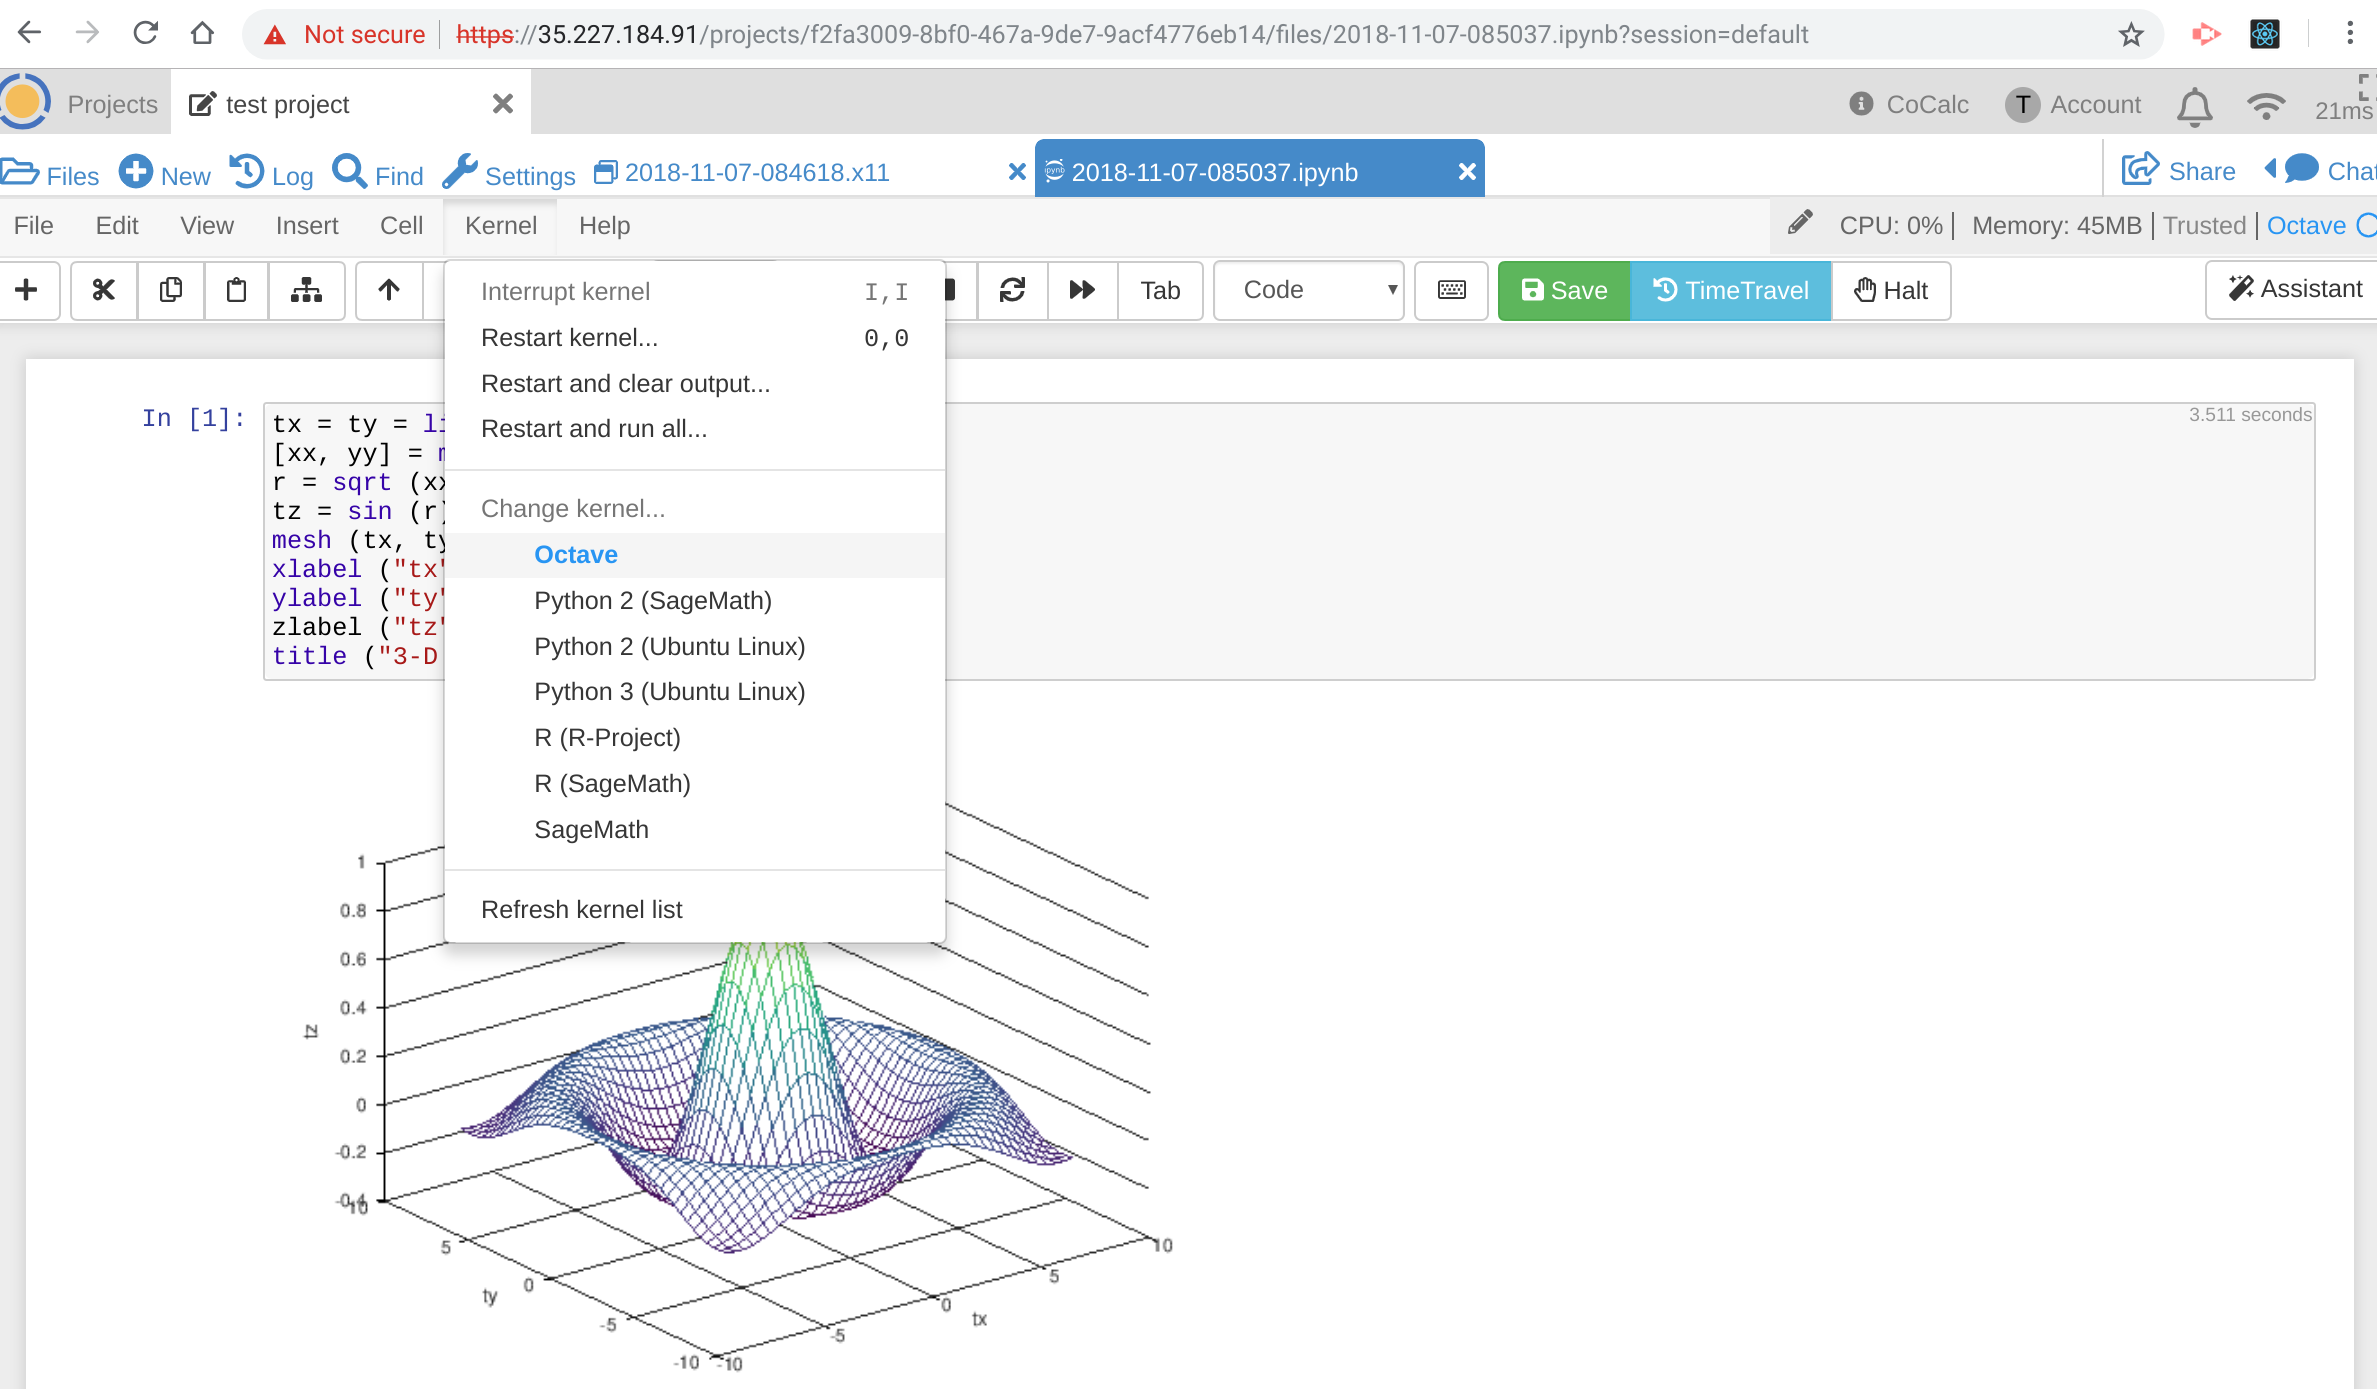 Not secure | https://35.227.184.91/projects/f2fa3009-8bf0-467a-9de7-9acf4776eb14/files/2018-11-07-085037.ipynb?session=default
Projects test project CoCalc T Account 21ms
Files New Log Find Settings 2018-11-07-084618.x11 2018-11-07-085037.ipynb Share
File Edit View Insert Cell Kernel Help CPU: 0% | Memory: 45MB | Trusted | Octave
Tab Code Save TimeTravel Halt Assistant
Interrupt kernel I,I
Restart kernel... 0,0
Restart and clear output...
Restart and run all...
Change kernel...
Octave
Python 2 (SageMath)
Python 2 (Ubuntu Linux)
Python 3 (Ubuntu Linux)
R (R-Project)
R (SageMath)
SageMath
Refresh kernel list
In [1]:
3.511 seconds
tx = ty = li
[xx, yy] =
r = sqrt (xx
tz = sin (r)
mesh (tx, ty
xlabel ("tx"
ylabel ("ty"
zlabel ("tz"
title ("3-D
1
0.8
0.6
0.4
0.2
0
-0.2
-0.4
tz
10
5
0
-5
-10
ty
-10
-5
0
5
10
tx